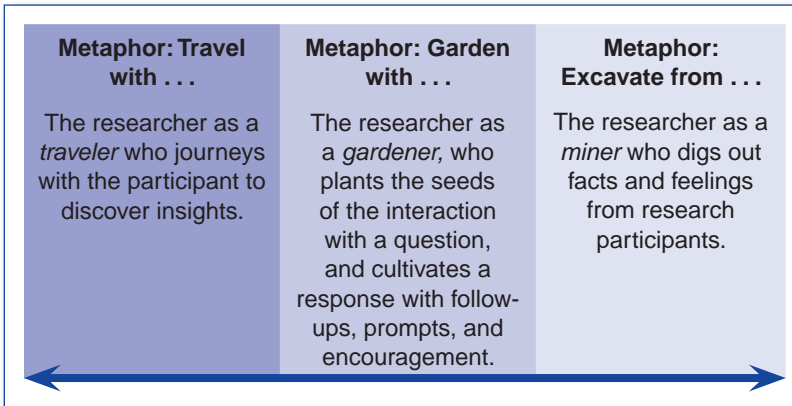 Metaphor: Travel
with . . .
The researcher as a
traveler who journeys
with the participant to
discover insights.
Metaphor: Garden
with . . .
The researcher as
a gardener, who
plants the seeds
of the interaction
with a question,
and cultivates a
response with follow-
ups, prompts, and
encouragement.
Metaphor:
Excavate from . . .
The researcher as a
miner who digs out
facts and feelings
from research
participants.